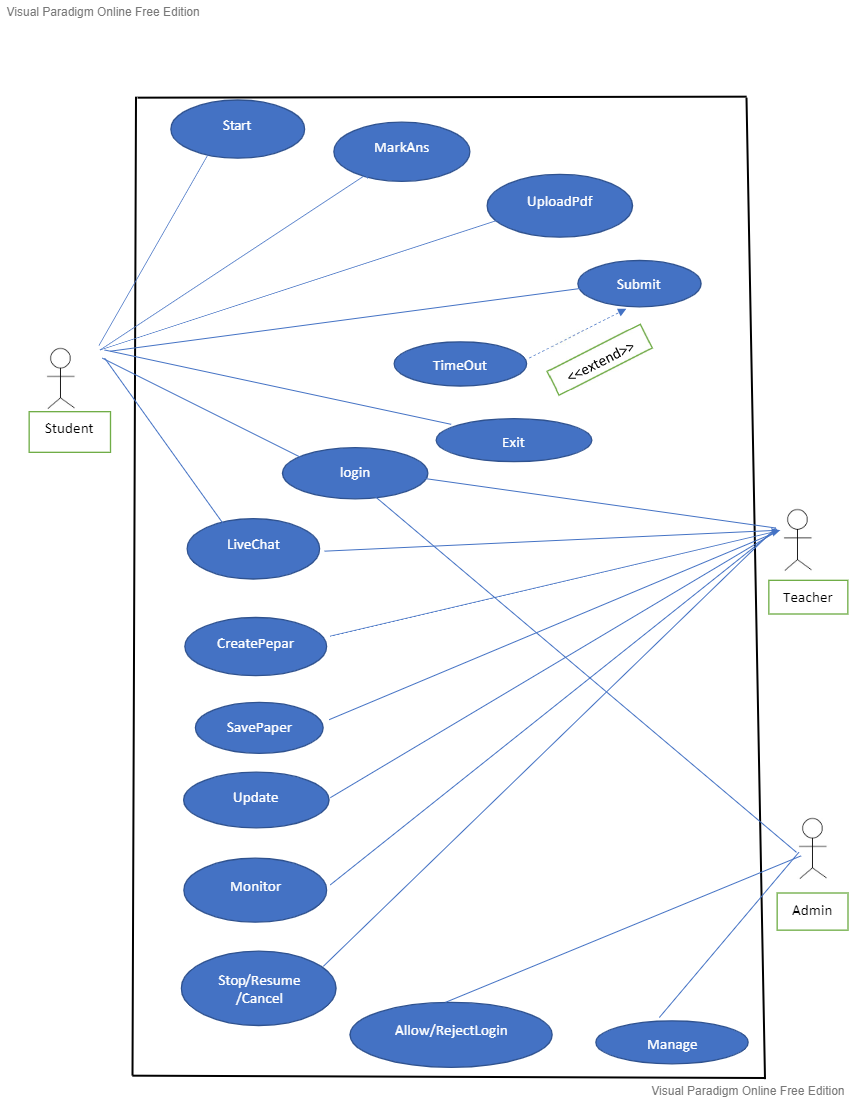 Visual Paradigm Online Free Edition
Start
MarkAns
UploadPdf
Submit
<<extend>>
TimeOut
Student
Exit
login
LiveChat
Teacher
CreatePepar
SavePaper
Update
Monitor
Admin
Stop/Resume
/Cancel
Allow/RejectLogin
Manage
Visual Paradigm Online Free Edition